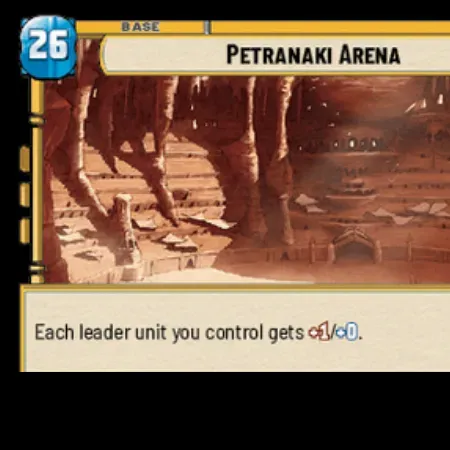 BASE
26
PETRANAKI ARENA
Each leader unit you control gets +1/+0.